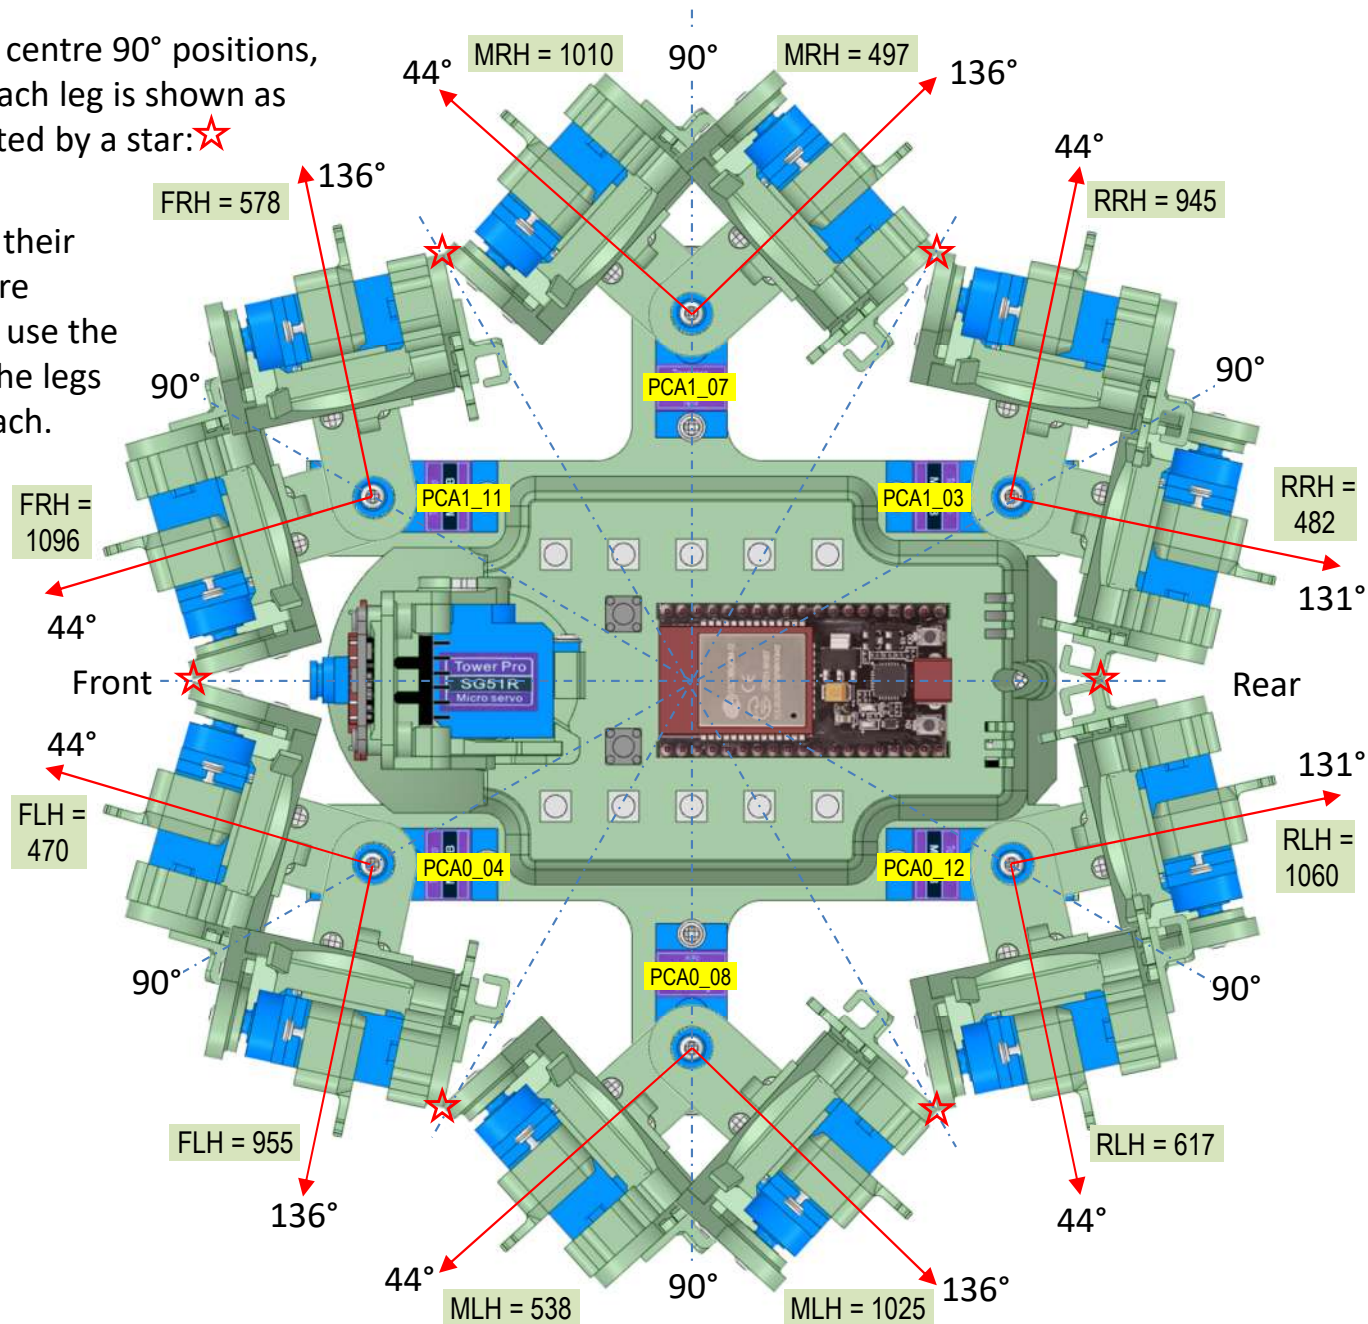 centre 90° positions,
ach leg is shown as
ted by a star:
their
re
use the
he legs
ach.
MRH = 1010
90°
MRH = 497
44°
136°
136°
44°
FRH = 578
RRH = 945
90°
PCA1_07
90°
FRH =
1096
PCA1_11
PCA1_03
RRH =
482
44°
131°
Front
Tower Pro
SG51R
Micro servo
Rear
44°
131°
FLH =
470
PCA0_04
PCA0_12
RLH =
1060
90°
PCA0_08
90°
FLH = 955
RLH = 617
136°
44°
44°
90°
136°
MLH = 538
MLH = 1025